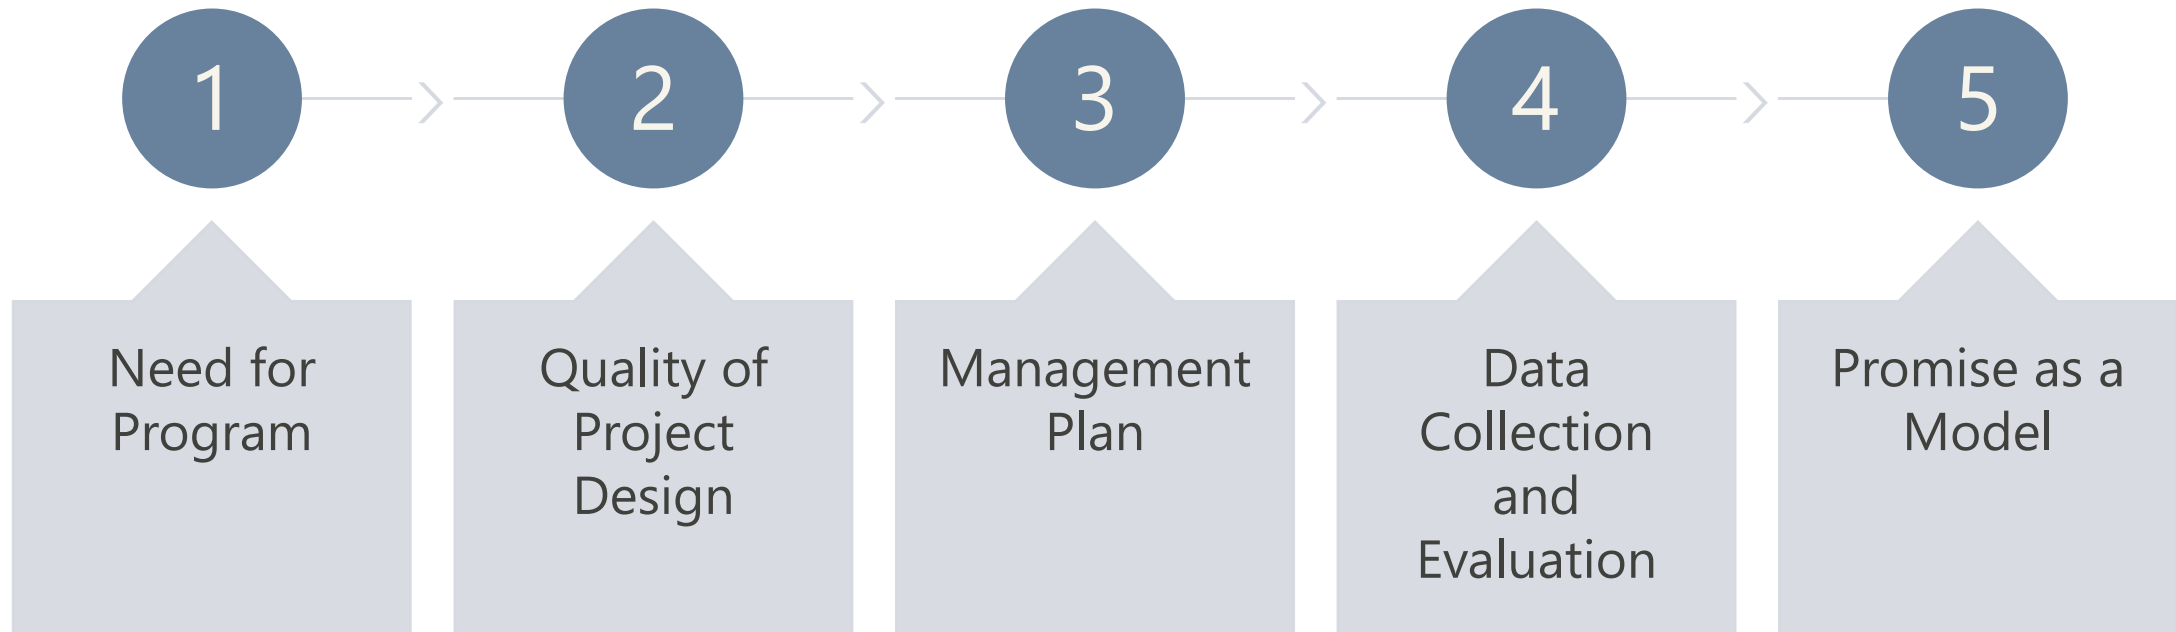 1
2
3
4
5
Need for
Program
Quality of
Project
Design
Management
Plan
Data
Collection
and
Evaluation
Promise as a
Model